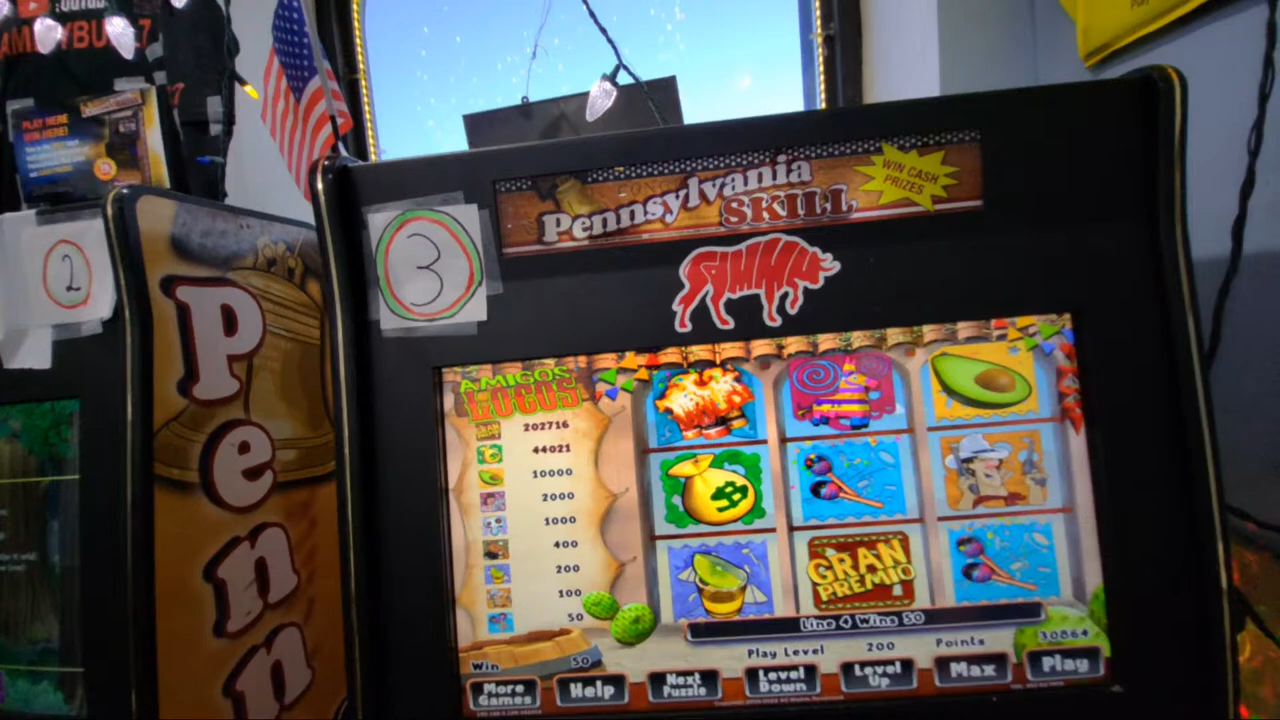 PLAY HERE
WIN HERE!
2
3
Pennsylvania
SKILL
WIN CASH
PRIZES
Penn
AMIGOS
LOCOS
GRAN
PREMIO
202716
44021
10000
2000
1000
400
200
100
50
GRAN
PREMIO
Line 4 Wins 50
Win 50
Play Level 200
Points 30864
More
Games
Help
Next
Puzzle
Level
Down
Level
Up
Max
Play